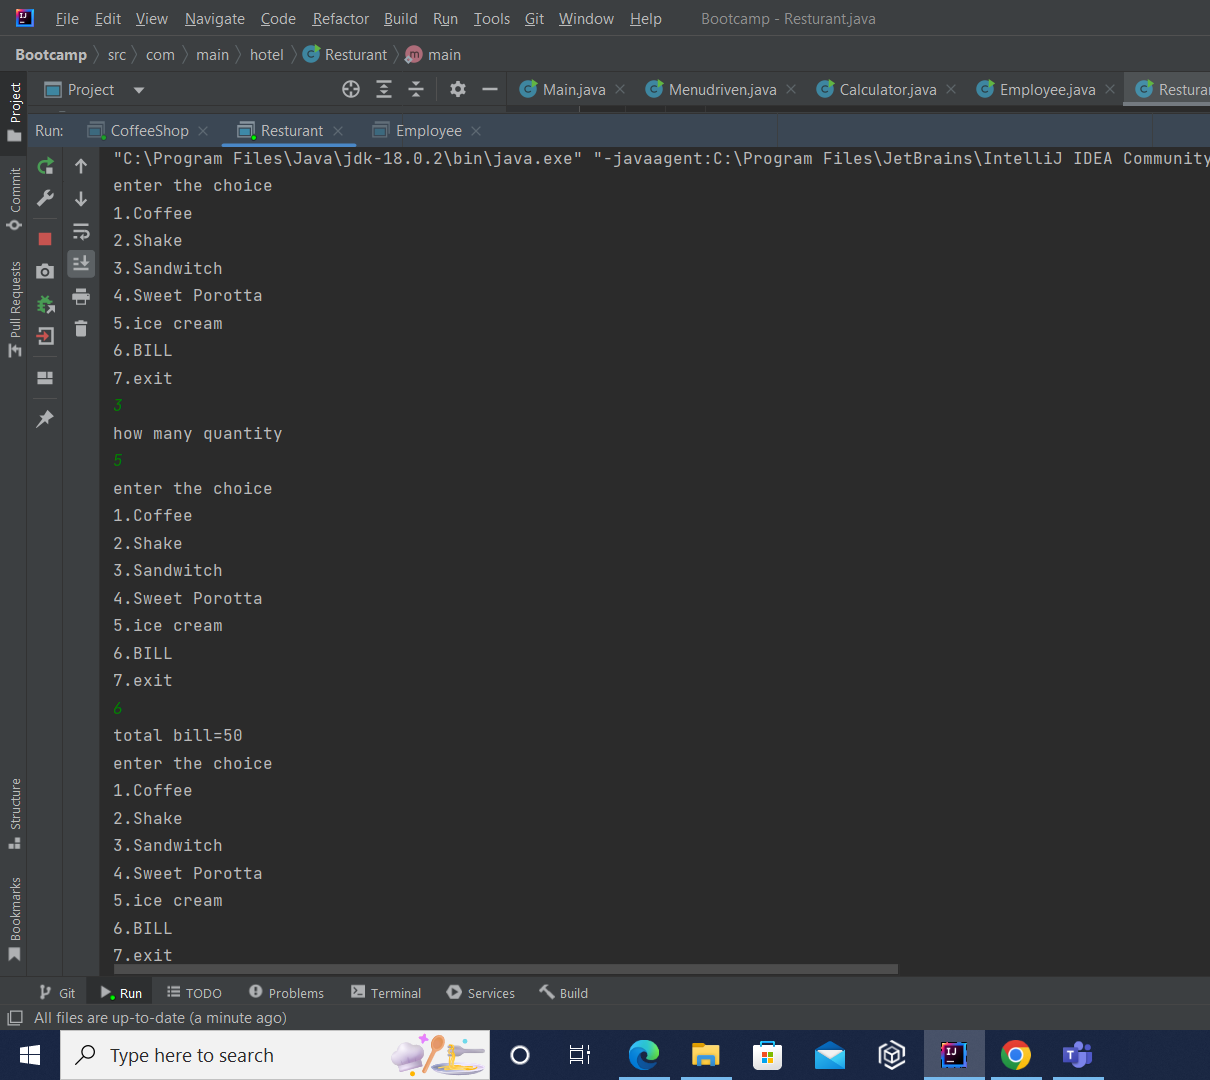 File Edit View Navigate Code Refactor Build Run Tools Git Window Help Bootcamp - Resturant.java
Bootcamp src com main hotel Resturant main
Project Main.java Menudriven.java Calculator.java Employee.java Restura
Run: CoffeeShop Resturant Employee
"C:\Program Files\Java\jdk-18.0.2\bin\java.exe" "-javaagent:C:\Program Files\JetBrains\IntelliJ IDEA Community
enter the choice
1.Coffee
2.Shake
3.Sandwitch
4.Sweet Porotta
5.ice cream
6.BILL
7.exit
3
how many quantity
5
enter the choice
1.Coffee
2.Shake
3.Sandwitch
4.Sweet Porotta
5.ice cream
6.BILL
7.exit
6
total bill=50
enter the choice
1.Coffee
2.Shake
3.Sandwitch
4.Sweet Porotta
5.ice cream
6.BILL
7.exit
Project
Commit
Pull Requests
Structure
Bookmarks
Git Run TODO Problems Terminal Services Build
All files are up-to-date (a minute ago)
Type here to search